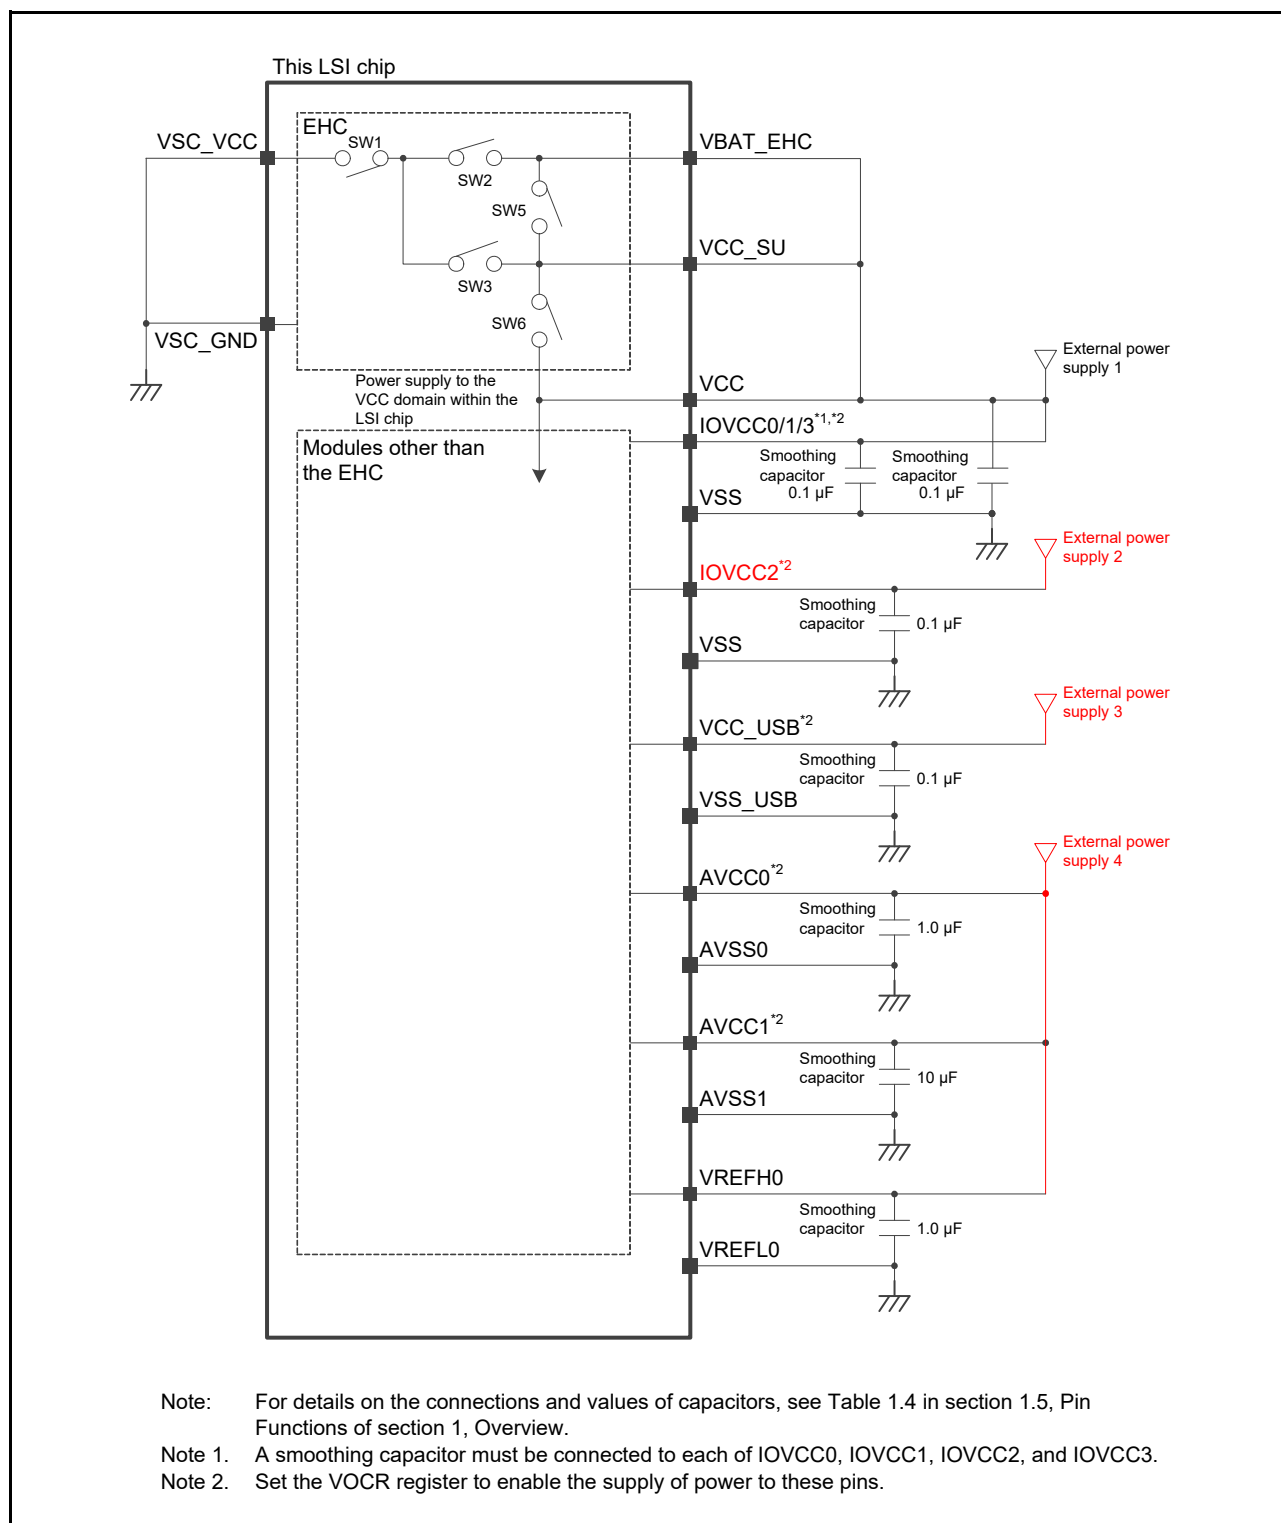 This LSI chip
EHC
VSC_VCC
SW1
VBAT_EHC
SW2
SW5
VCC_SU
SW3
SW6
VSC_GND
External power
supply 1
Power supply to the
VCC domain within the
LSI chip
VCC
IOVCC0/1/3*1,*2
Modules other than
the EHC
Smoothing
capacitor
0.1 µF
Smoothing
capacitor
0.1 µF
VSS
External power
supply 2
IOVCC2*2
Smoothing
capacitor
0.1 µF
VSS
External power
supply 3
VCC_USB*2
Smoothing
capacitor
0.1 µF
VSS_USB
External power
supply 4
AVCC0*2
Smoothing
capacitor
1.0 µF
AVSS0
AVCC1*2
Smoothing
capacitor
10 µF
AVSS1
VREFH0
Smoothing
capacitor
1.0 µF
VREFL0
Note: For details on the connections and values of capacitors, see Table 1.4 in section 1.5, Pin
Functions of section 1, Overview.
Note 1. A smoothing capacitor must be connected to each of IOVCC0, IOVCC1, IOVCC2, and IOVCC3.
Note 2. Set the VOCR register to enable the supply of power to these pins.